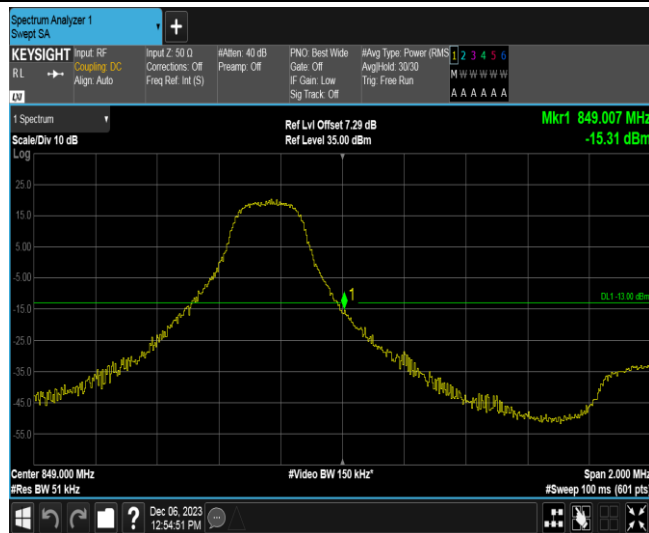 Spectrum Analyzer 1
Swept SA
+
KEYSIGHT
RL
LXI
Input: RF
Coupling: DC
Align: Auto
Input Z: 50 Ω
Corrections: Off
Freq Ref: Int (S)
#Atten: 40 dB
Preamp: Off
PNO: Best Wide
Gate: Off
IF Gain: Low
Sig Track: Off
#Avg Type: Power (RMS
Avg|Hold: 30/30
Trig: Free Run
1 2 3 4 5 6
M W W W W W
A A A A A A
1 Spectrum
Scale/Div 10 dB
Log
Ref Lvl Offset 7.29 dB
Ref Level 35.00 dBm
Mkr1 849.007 MHz
-15.31 dBm
25.0
15.0
5.00
-5.00
-15.0
-25.0
-35.0
-45.0
-55.0
1
DL1 -13.00 dBm
Center 849.000 MHz
#Res BW 51 kHz
#Video BW 150 kHz*
Span 2.000 MHz
#Sweep 100 ms (601 pts)
?
Dec 06, 2023
12:54:51 PM